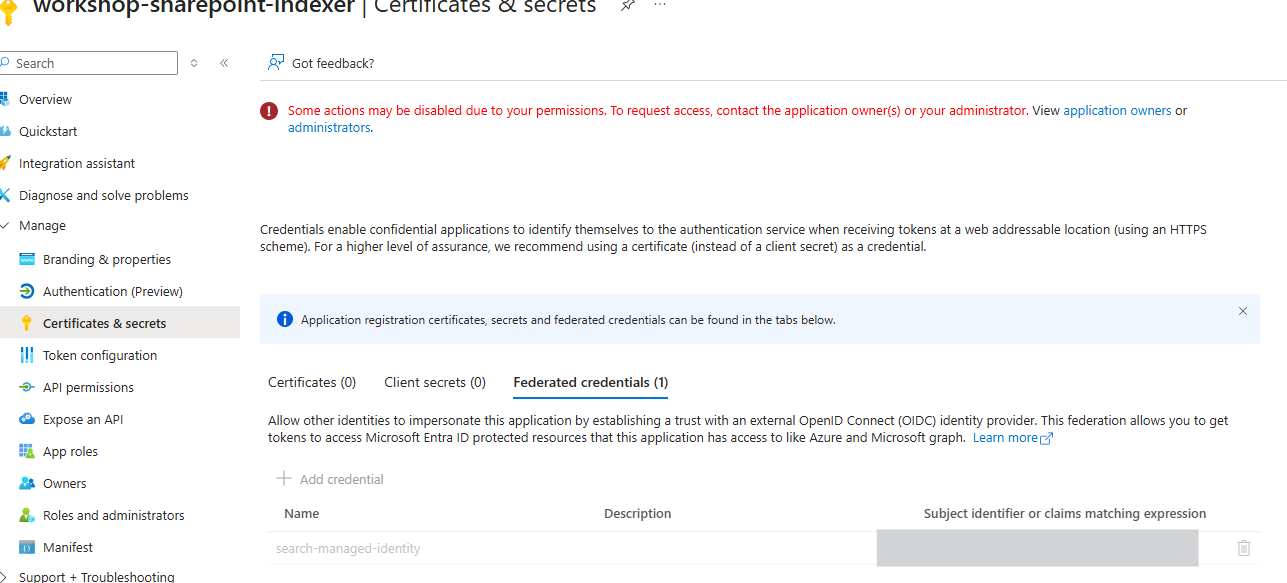 workshop-sharepoint-indexer | Certificates & secrets
Search
Got feedback?
Some actions may be disabled due to your permissions. To request access, contact the application owner(s) or your administrator. View application owners or
administrators.
Overview
Quickstart
Integration assistant
Diagnose and solve problems
Manage
Branding & properties
Authentication (Preview)
Certificates & secrets
Token configuration
API permissions
Expose an API
App roles
Owners
Roles and administrators
Manifest
Support + Troubleshooting
Credentials enable confidential applications to identify themselves to the authentication service when receiving tokens at a web addressable location (using an HTTPS
scheme). For a higher level of assurance, we recommend using a certificate (instead of a client secret) as a credential.
Application registration certificates, secrets and federated credentials can be found in the tabs below.
Certificates (0) Client secrets (0) Federated credentials (1)
Allow other identities to impersonate this application by establishing a trust with an external OpenID Connect (OIDC) identity provider. This federation allows you to get
tokens to access Microsoft Entra ID protected resources that this application has access to like Azure and Microsoft graph. Learn more
Add credential
Name Description Subject identifier or claims matching expression
search-managed-identity